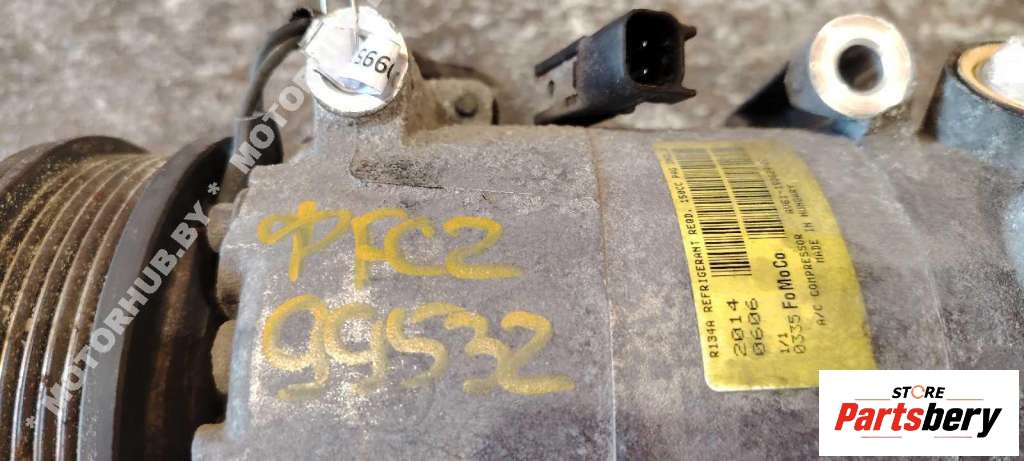 * MOTORHUB.BY * MOTORH
ФFC2
99532
R134A REFRIGERANT REQD. 150CC PAG
2014
0606
1/1
0335 FoMoCo
A/C COMPRESSOR
MADE IN HUNGARY
STORE
Partsbery